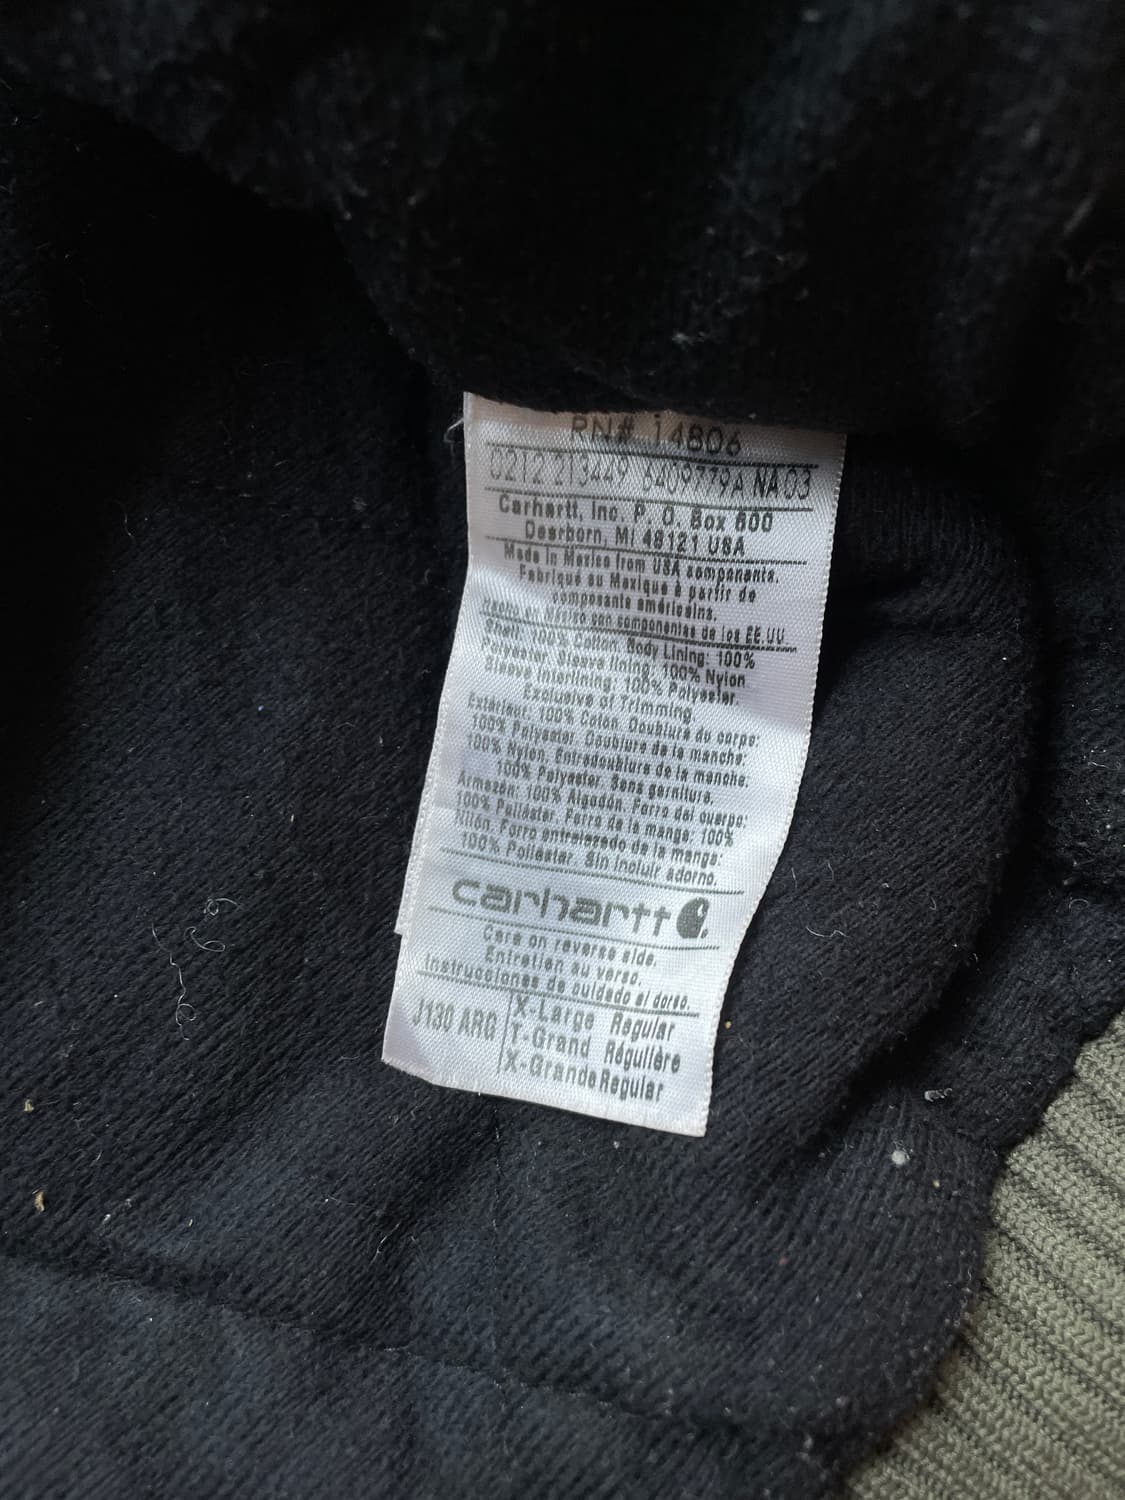 RN# 14806
0212 213449 6409779A NA 03
Carhartt, Inc. P. O. Box 600
Dearborn, MI 48121 USA
Made in Mexico from USA components.
Fabriqué au Mexique à partir de
composants américains.
Hecho en México con componentes de los EE.UU.
Shell: 100% Cotton, Body Lining: 100%
Polyester, Sleeve lining: 100% Nylon
Sleeve Interlining: 100% Polyester.
Exclusive of Trimming
Extérieur: 100% Coton. Doublure du corps:
100% Polyester. Doublure de la manche:
100% Nylon. Entredoublure de la manche:
100% Polyester. Sans garniture.
Armazón: 100% Algodón. Forro del cuerpo:
100% Poliéster. Forro de la manga: 100%
Nilón. Forro entrelazado de la manga:
100% Poliéster. Sin incluir adorno.
carhartt
Care on reverse side.
Entretien au verso.
Instrucciones de cuidado al dorso.
J130 ARG X-Large Regular
T-Grand Régulière
X-Grande Regular